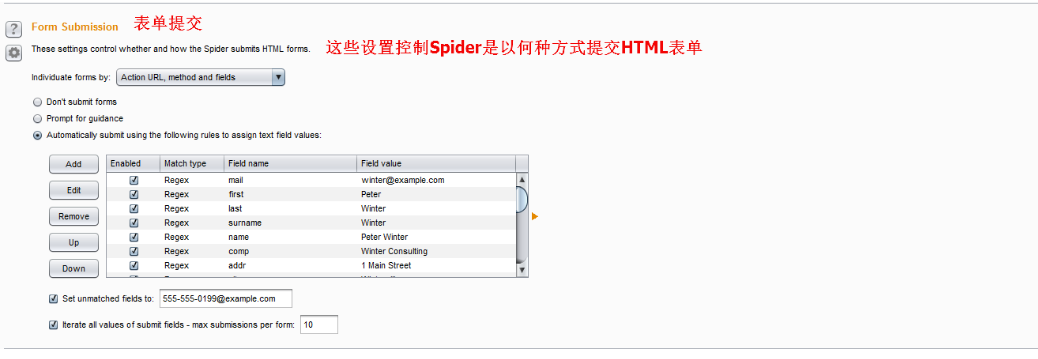 Form Submission 表单提交
These settings control whether and how the Spider submits HTML forms. 这些设置控制Spider是以何种方式提交HTML表单
Individuate forms by: Action URL, method and fields
Don't submit forms
Prompt for guidance
Automatically submit using the following rules to assign text field values:
Add Enabled Match type Field name Field value
Regex mail winter@example.com
Edit Regex first Peter
Regex last Winter
Remove Regex surname Winter
Regex name Peter Winter
Up Regex comp Winter Consulting
Down Regex addr 1 Main Street
Set unmatched fields to: 555-555-0199@example.com
Iterate all values of submit fields - max submissions per form: 10